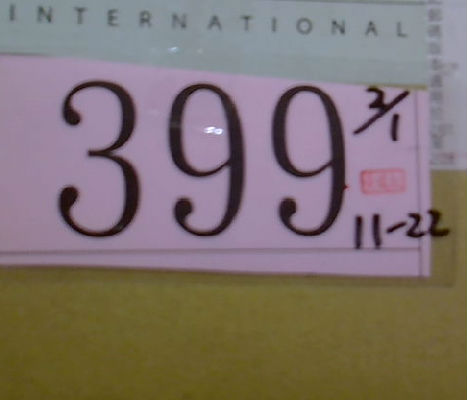 INTERNATIONAL
399
3/1
11-22